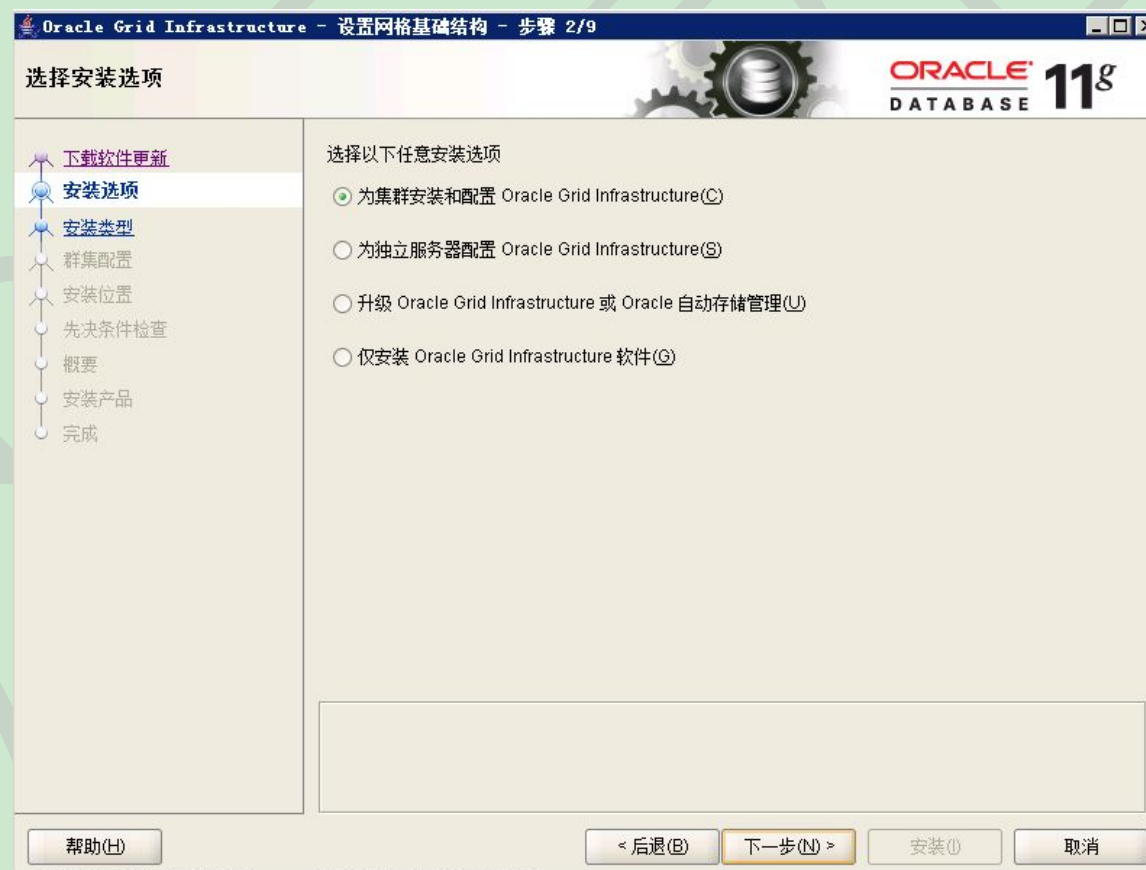 Oracle Grid Infrastructure - 设置网格基础结构 - 步骤 2/9
选择安装选项
ORACLE
DATABASE
11g
下载软件更新
安装选项
安装类型
群集配置
安装位置
先决条件检查
概要
安装产品
完成
选择以下任意安装选项
为集群安装和配置 Oracle Grid Infrastructure(C)
为独立服务器配置 Oracle Grid Infrastructure(S)
升级 Oracle Grid Infrastructure 或 Oracle 自动存储管理(U)
仅安装 Oracle Grid Infrastructure 软件(G)
帮助(H)
< 后退(B)
下一步(N) >
安装(I)
取消